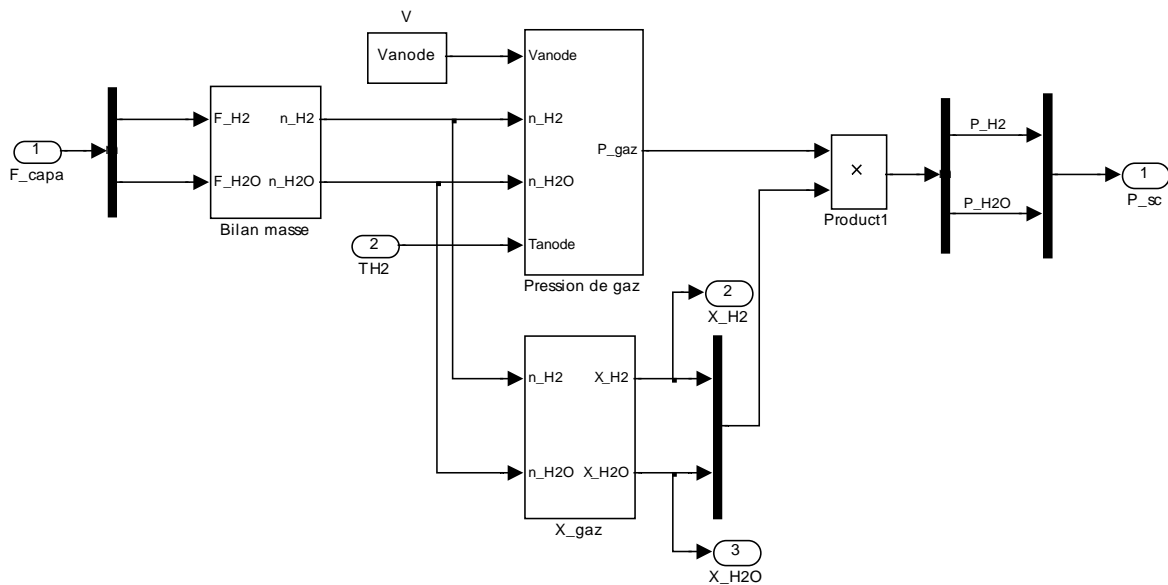 V
Vanode
Vanode
F_H2
n_H2
n_H2
P_gaz
P_H2
1
F_capa
F_H2O
n_H2O
n_H2O
×
1
P_sc
Product1
P_H2O
Bilan masse
2
TH2
Tanode
Pression de gaz
2
X_H2
n_H2
X_H2
n_H2O
X_H2O
X_gaz
3
X_H2O